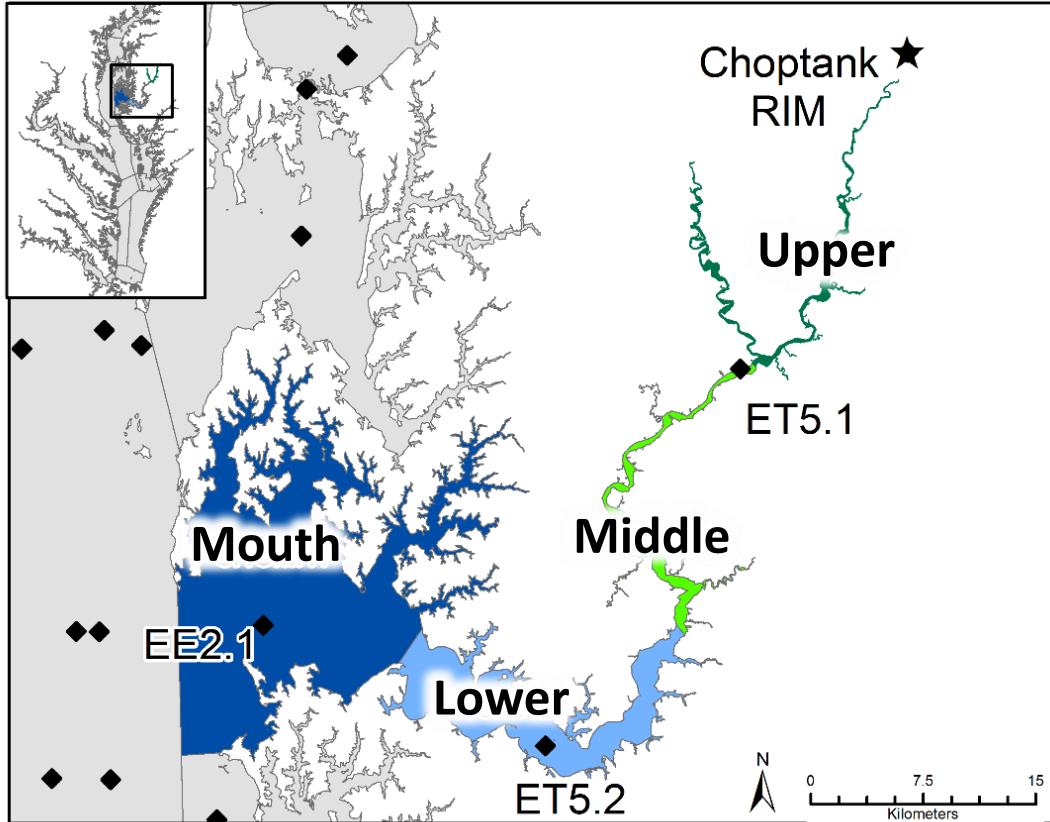 Choptank
RIM
Upper
ET5.1
Mouth
Middle
EE2.1
Lower
ET5.2
N
0 7.5 15
Kilometers